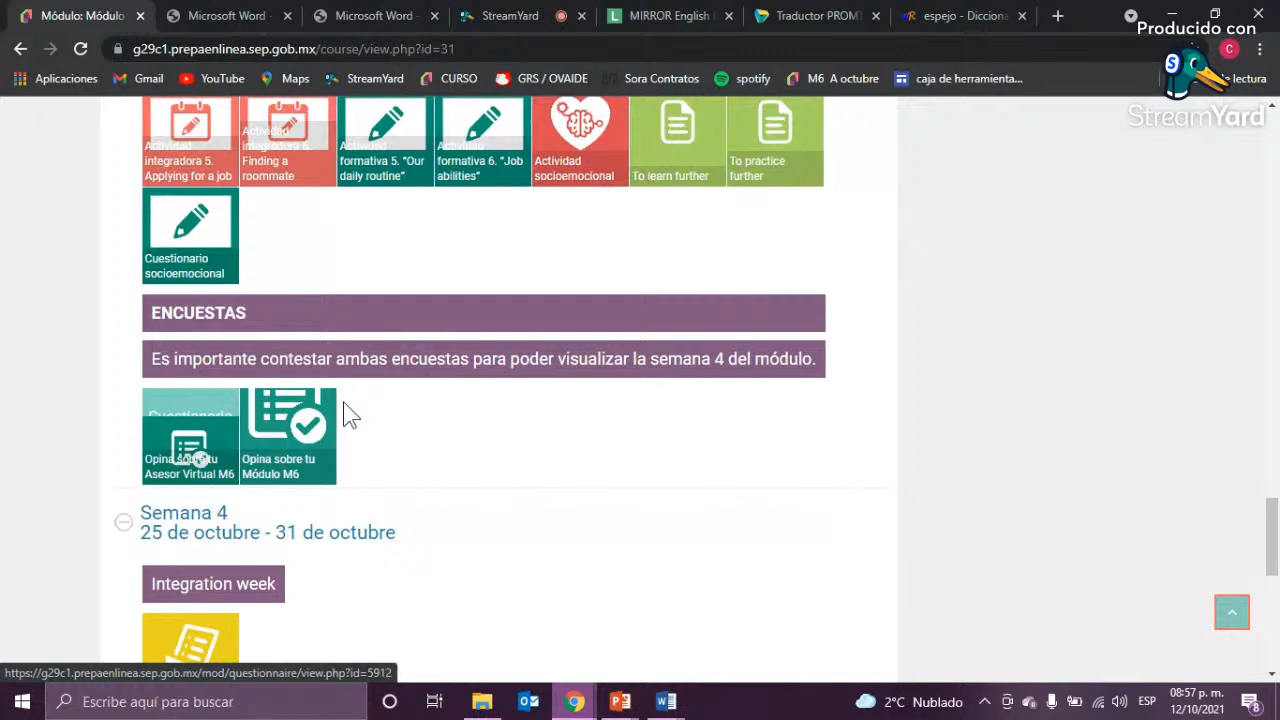 Módulo: Módulo
Microsoft Word -
Microsoft Word -
StreamYard
MIRROR English
Traductor PROMT
espejo - Dicciona
Producido con
StreamYard
g29c1.prepaenlinea.sep.gob.mx/course/view.php?id=31
C
Aplicaciones
Gmail
YouTube
Maps
StreamYard
CURSO
GRS / OVAIDE
Sora Contratos
spotify
M6 A octubre
caja de herramienta...
de lectura
Actividad
integradora 5.
Applying for a job
Actividad
integradora 6.
Finding a
roommate
Actividad
formativa 5. “Our
daily routine”
Actividad
formativa 6. “Job
abilities”
Actividad
socioemocional
To learn further
To practice
further
Cuestionario
socioemocional
ENCUESTAS
Es importante contestar ambas encuestas para poder visualizar la semana 4 del módulo.
Opina sobre tu
Asesor Virtual M6
Opina sobre tu
Módulo M6
Semana 4
25 de octubre - 31 de octubre
Integration week
https://g29c1.prepaenlinea.sep.gob.mx/mod/questionnaire/view.php?id=5912
Escribe aquí para buscar
2°C Nublado
ESP
08:57 p. m.
12/10/2021
8